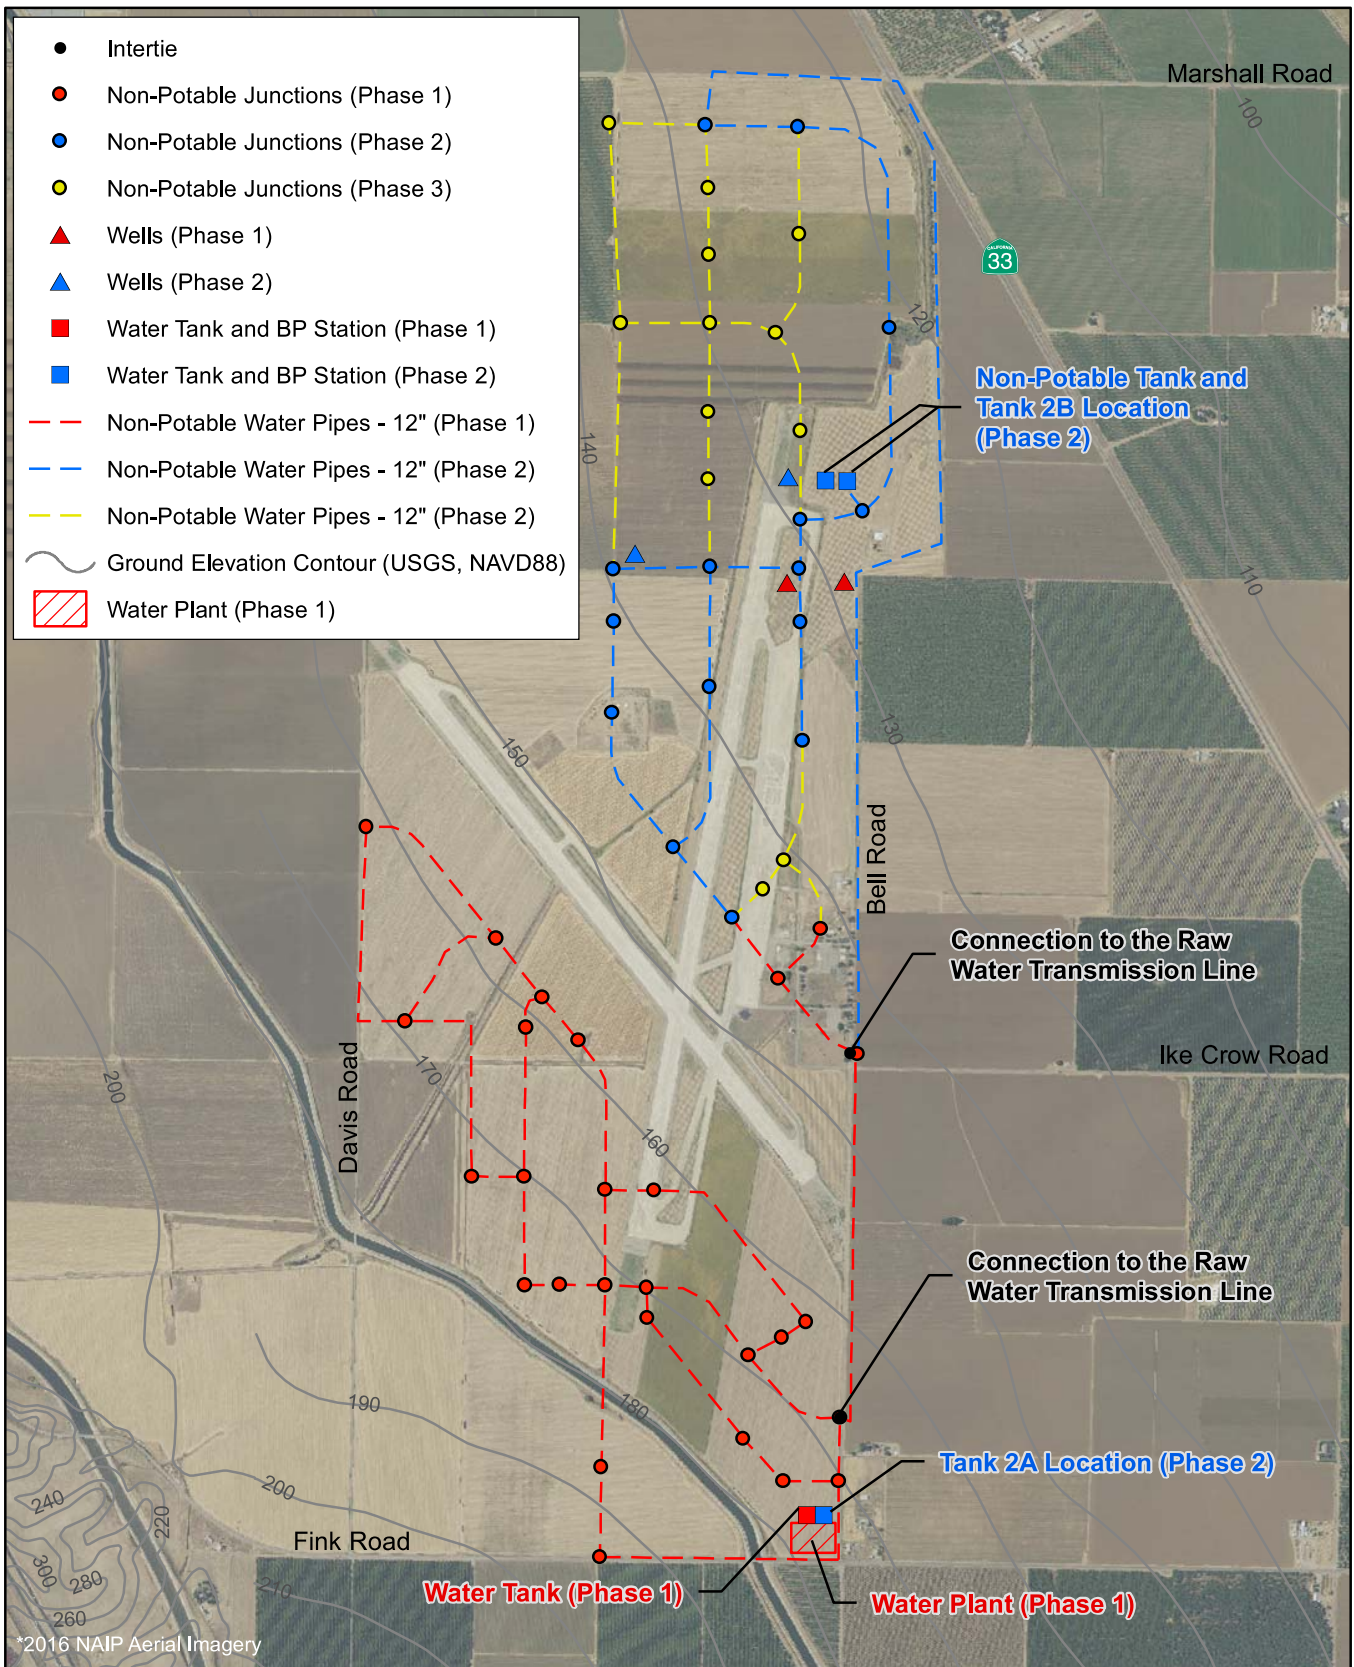 Intertie
Non-Potable Junctions (Phase 1)
Non-Potable Junctions (Phase 2)
Non-Potable Junctions (Phase 3)
Wells (Phase 1)
Wells (Phase 2)
Water Tank and BP Station (Phase 1)
Water Tank and BP Station (Phase 2)
Non-Potable Water Pipes - 12" (Phase 1)
Non-Potable Water Pipes - 12" (Phase 2)
Non-Potable Water Pipes - 12" (Phase 2)
Ground Elevation Contour (USGS, NAVD88)
Water Plant (Phase 1)
Marshall Road
100
CALIFORNIA
33
120
Non-Potable Tank and
Tank 2B Location
(Phase 2)
140
110
130
150
Bell Road
Connection to the Raw
Water Transmission Line
Ike Crow Road
200
170
Davis Road
160
Connection to the Raw
Water Transmission Line
190
180
Tank 2A Location (Phase 2)
200
240
220
Fink Road
300
280
260
210
Water Tank (Phase 1)
Water Plant (Phase 1)
*2016 NAIP Aerial Imagery